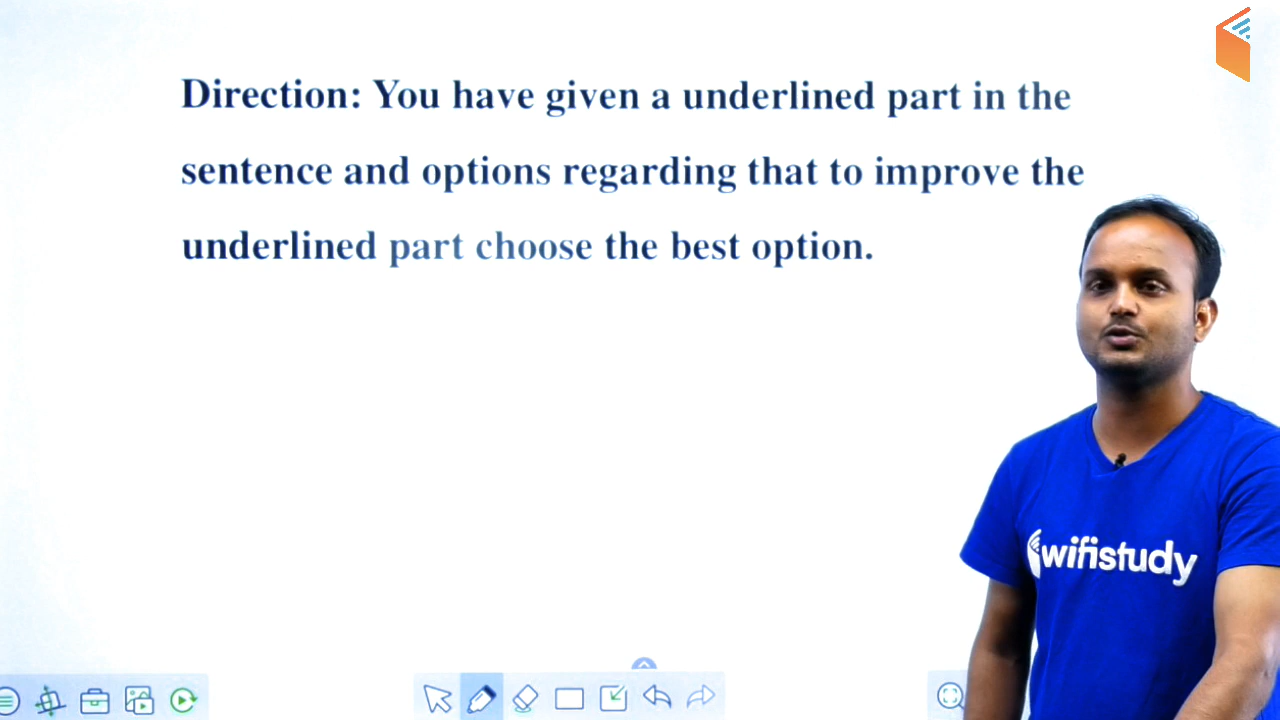 Direction: You have given a underlined part in the
sentence and options regarding that to improve the
underlined part choose the best option.
wifistudy